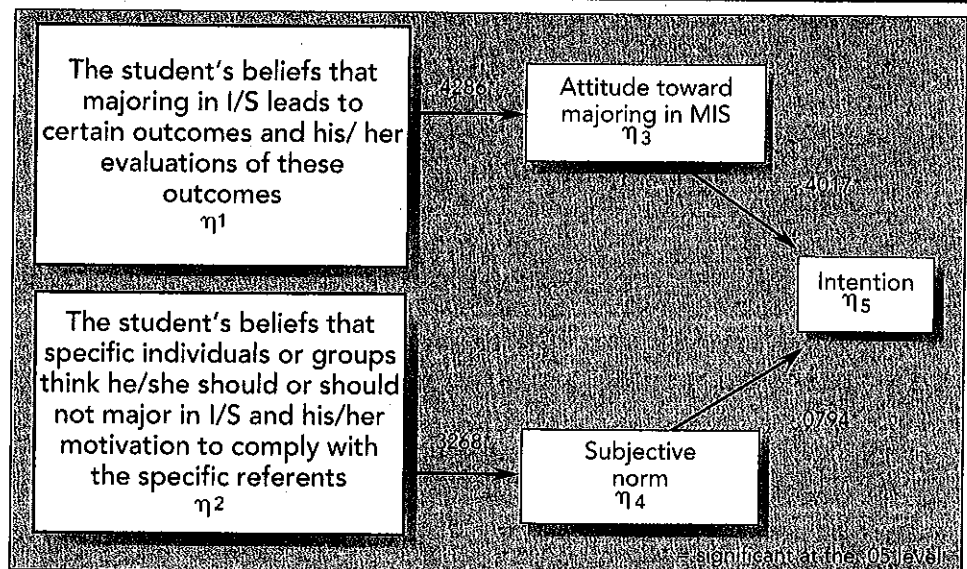 The student's beliefs that
majoring in I/S leads to
certain outcomes and his/ her
evaluations of these
outcomes
η1
.4286*
Attitude toward
majoring in MIS
η3
.4017*
Intention
η5
The student's beliefs that
specific individuals or groups
think he/she should or should
not major in I/S and his/her
motivation to comply with
the specific referents
η2
.3268*
Subjective
norm
η4
.0794*
* = significant at the .05 level